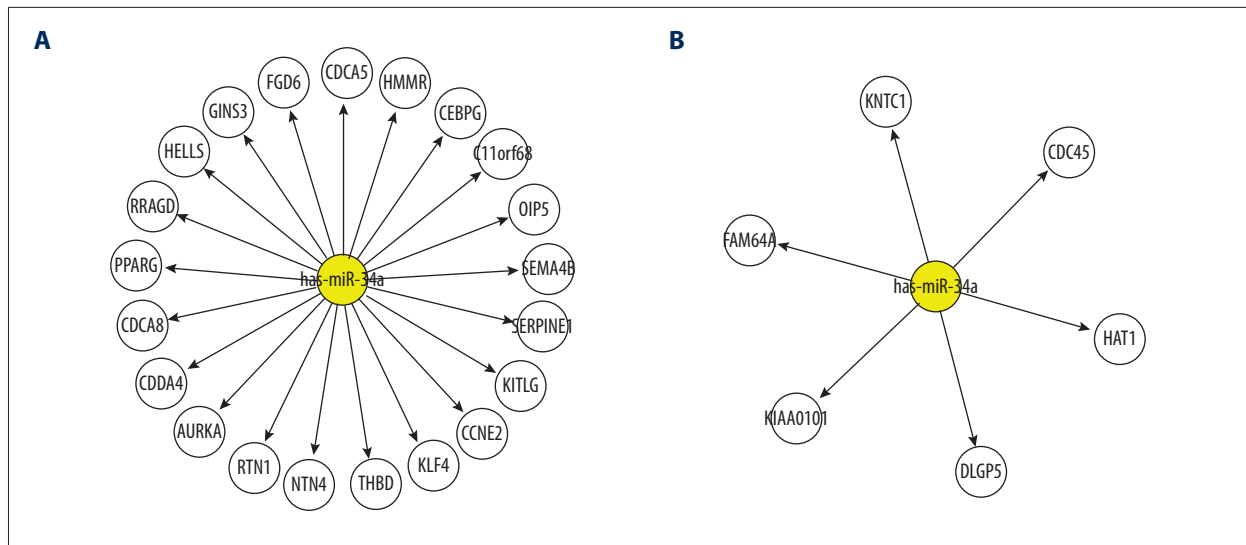 A
CDCA5
HMMR
CEBPG
C11orf68
OIP5
SEMA4B
SERPINE1
KITLG
CCNE2
KLF4
THBD
NTN4
RTN1
AURKA
CDDA4
CDCA8
PPARG
RRAGD
HELLS
GINS3
FGD6
has-miR-34a
B
KNTC1
CDC45
HAT1
DLGP5
KIAA0101
FAM64A
has-miR-34a